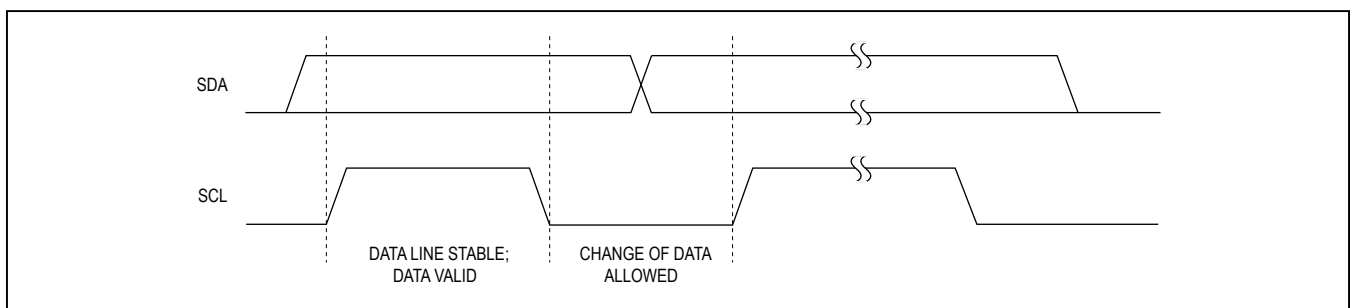 SDA
SCL
DATA LINE STABLE;
DATA VALID
CHANGE OF DATA
ALLOWED